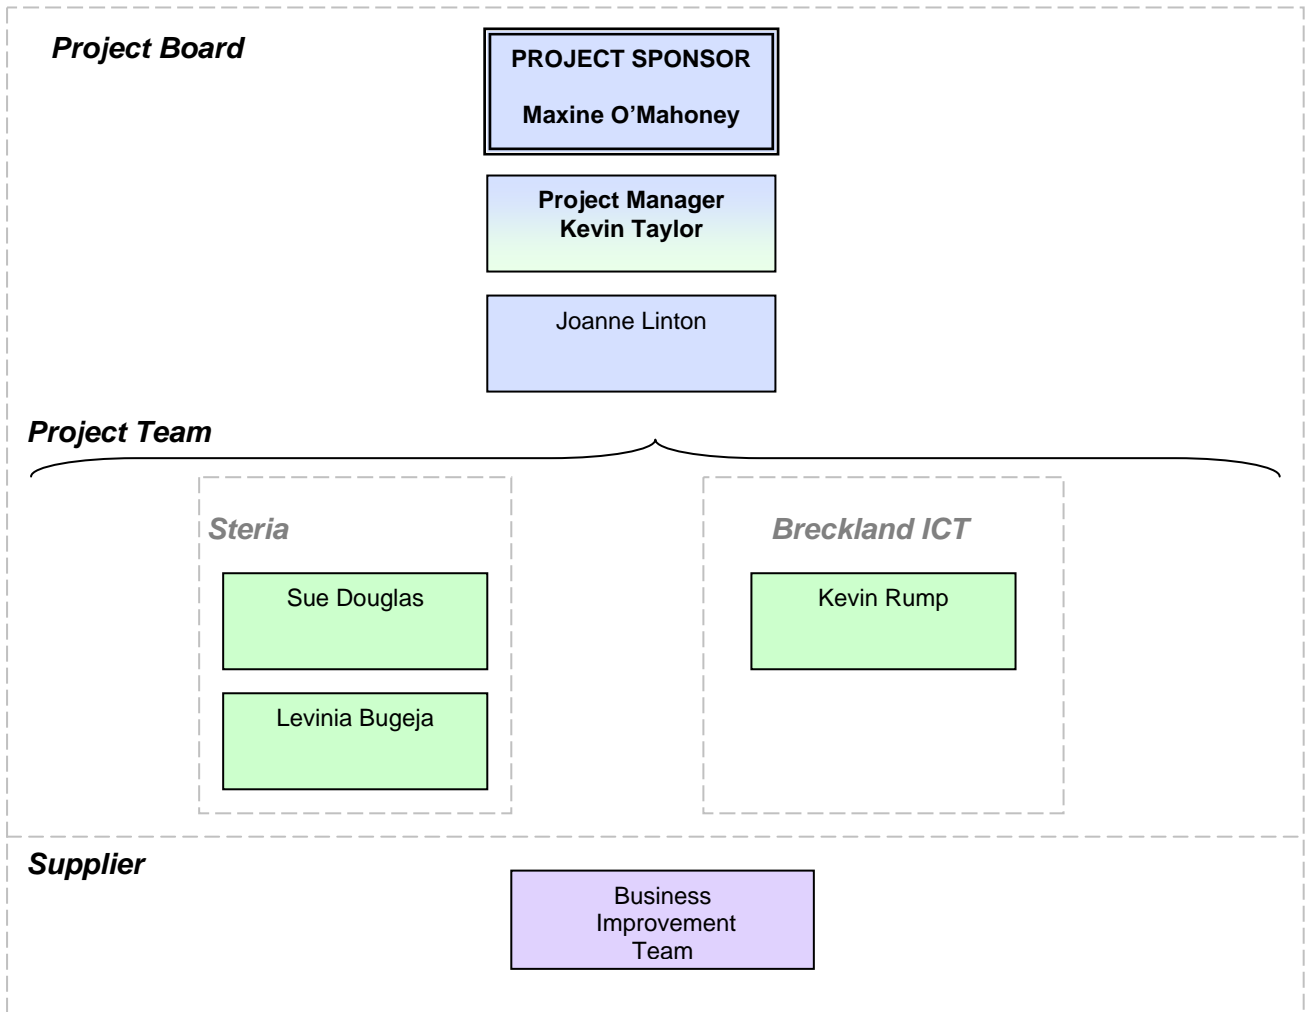 Project Board
PROJECT SPONSOR
Maxine O’Mahoney
Project Manager
Kevin Taylor
Joanne Linton
Project Team
Steria
Breckland ICT
Sue Douglas
Kevin Rump
Levinia Bugeja
Supplier
Business
Improvement
Team